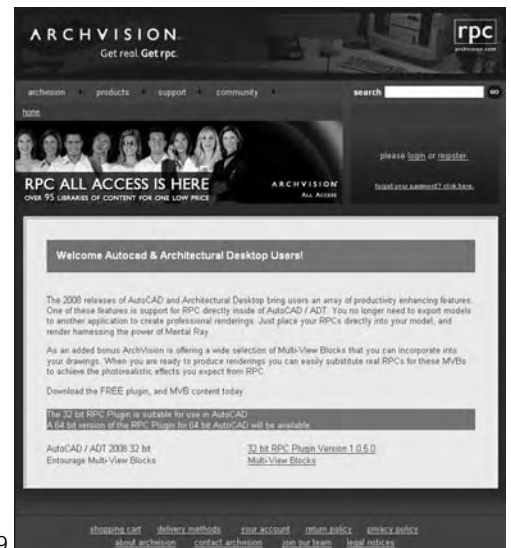 ARCHVISION
Get real. Get rpc.
rpc
archvision.com
archvision products support community
search GO
home
please login or register.
forgot your password? click here.
RPC ALL ACCESS IS HERE
OVER 95 LIBRARIES OF CONTENT FOR ONE LOW PRICE
ARCHVISION
ALL ACCESS
Welcome Autocad & Architectural Desktop Users!
The 2008 releases of AutoCAD and Architectural Desktop bring users an array of productivity enhancing features.
One of these features is support for RPC directly inside of AutoCAD / ADT. You no longer need to export models
to another application to create professional renderings. Just place your RPCs directly into your model, and
render harnessing the power of Mental Ray.
As an added bonus ArchVision is offering a wide selection of Multi-View Blocks that you can incorporate into
your drawings. When you are ready to produce renderings you can easily substitute real RPCs for these MVBs
to achieve the photorealistic effects you expect from RPC.
Download the FREE plugin, and MVB content today
The 32 bit RPC Plugin is suitable for use in AutoCAD
A 64 bit version of the RPC Plugin for 64 bit AutoCAD will be available
AutoCAD / ADT 2008 32 bit 32 bit RPC Plugin Version 1.0.5.0
Entourage Multi-View Blocks Multi-View Blocks
shopping cart delivery methods your account return policy privacy policy
about archvision contact archvision join our team legal notices
9